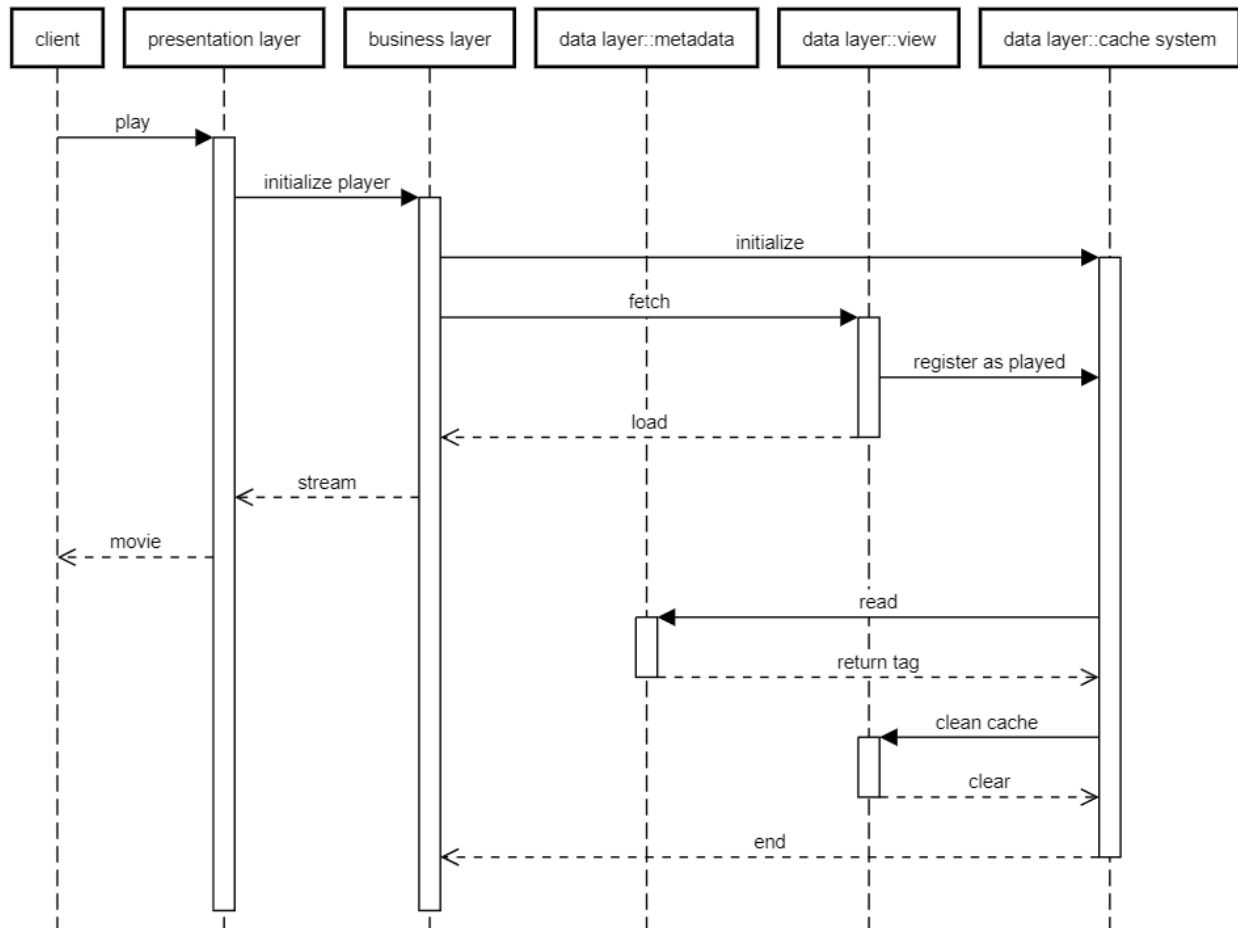 client
presentation layer
business layer
data layer::metadata
data layer::view
data layer::cache system
play
initialize player
initialize
fetch
register as played
load
stream
movie
read
return tag
clean cache
clear
end